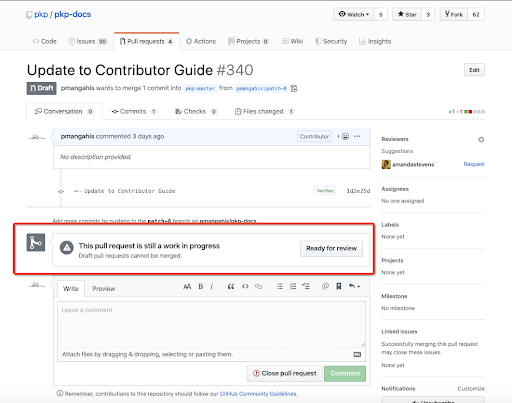 pkp / pkp-docs
Watch 5 Star 3 Fork 62
Code Issues 30 Pull requests 4 Actions Projects 0 Wiki Security Insights
Update to Contributor Guide #340
Edit
Draft pmangahis wants to merge 1 commit into pkp:master from pmangahis:patch-8
Conversation 0 Commits 1 Checks 0 Files changed 1
+1 −1
pmangahis commented 3 days ago
Contributor
No description provided.
Update to Contributor Guide
Verified
1d2e25d
Add more commits by pushing to the patch-8 branch on pmangahis/pkp-docs.
This pull request is still a work in progress
Draft pull requests cannot be merged.
Ready for review
Write Preview
AA B i
Leave a comment
Attach files by dragging & dropping, selecting or pasting them.
Close pull request Comment
Remember, contributions to this repository should follow our GitHub Community Guidelines.
Reviewers
Suggestions
amandastevens Request
Assignees
No one assigned
Labels
None yet
Projects
None yet
Milestone
No milestone
Linked issues
Successfully merging this pull request
may close these issues.
None yet
Notifications Customize
Unsubscribe